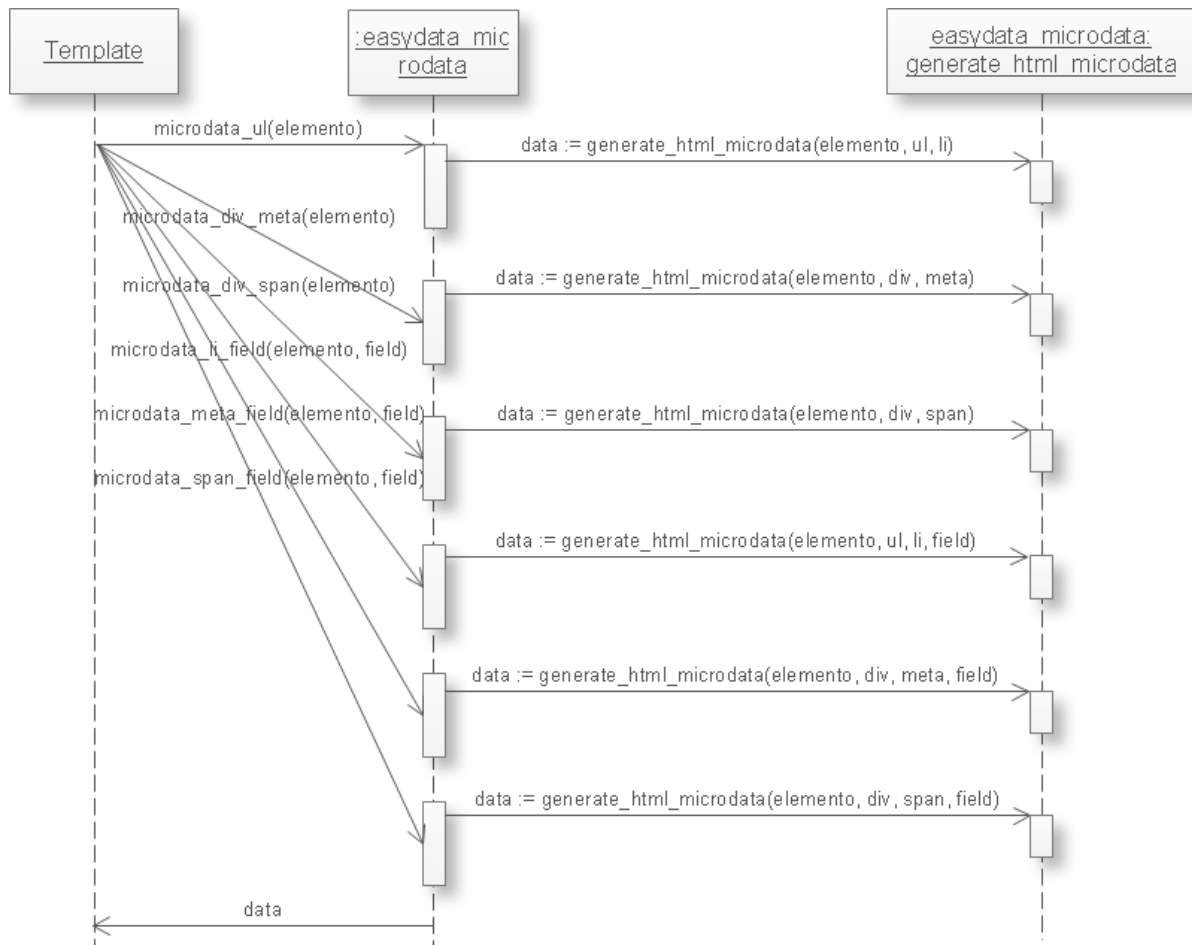 Template
:easydata_mic
rodata
easydata_microdata:
generate_html_microdata
microdata_ul(elemento)
data := generate_html_microdata(elemento, ul, li)
microdata_div_meta(elemento)
data := generate_html_microdata(elemento, div, meta)
microdata_div_span(elemento)
microdata_li_field(elemento, field)
microdata_meta_field(elemento, field)
data := generate_html_microdata(elemento, div, span)
microdata_span_field(elemento, field)
data := generate_html_microdata(elemento, ul, li, field)
data := generate_html_microdata(elemento, div, meta, field)
data := generate_html_microdata(elemento, div, span, field)
data